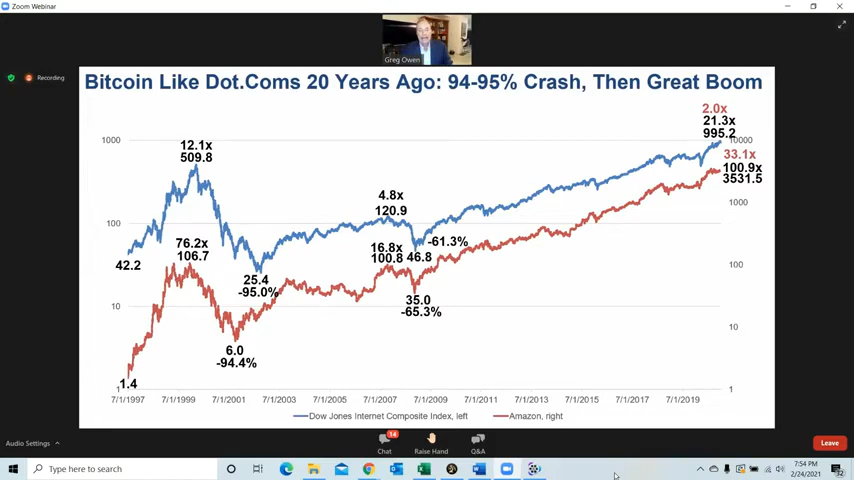 Zoom Webinar
Greg Owen
Recording
Bitcoin Like Dot.Coms 20 Years Ago: 94-95% Crash, Then Great Boom
2.0x
21.3x
995.2
1000
12.1x
509.8
10000
33.1x
100.9x
3531.5
1000
4.8x
120.9
100
76.2x
106.7
16.8x
100.8
46.8
-61.3%
42.2
100
25.4
-95.0%
35.0
-65.3%
10
10
6.0
-94.4%
1.4
1
1
7/1/1997 7/1/1999 7/1/2001 7/1/2003 7/1/2005 7/1/2007 7/1/2009 7/1/2011 7/1/2013 7/1/2015 7/1/2017 7/1/2019
Dow Jones Internet Composite Index, left Amazon, right
14
Audio Settings
Chat Raise Hand Q&A
Leave
Type here to search
7:54 PM
2/24/2021
32